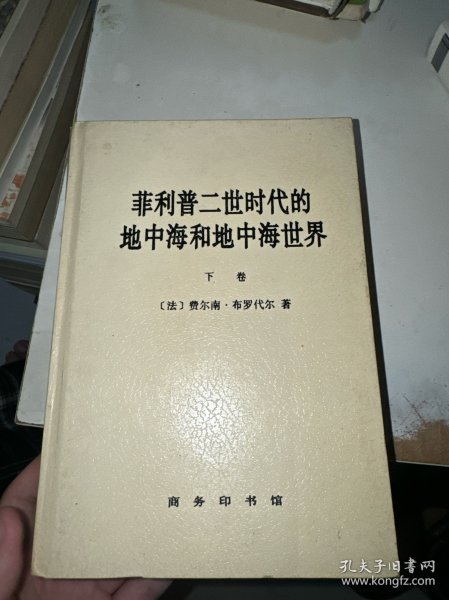 菲利普二世时代的
地中海和地中海世界
下 卷
〔法〕费尔南·布罗代尔 著
商务印书馆
孔夫子旧书网
www.kongfz.com